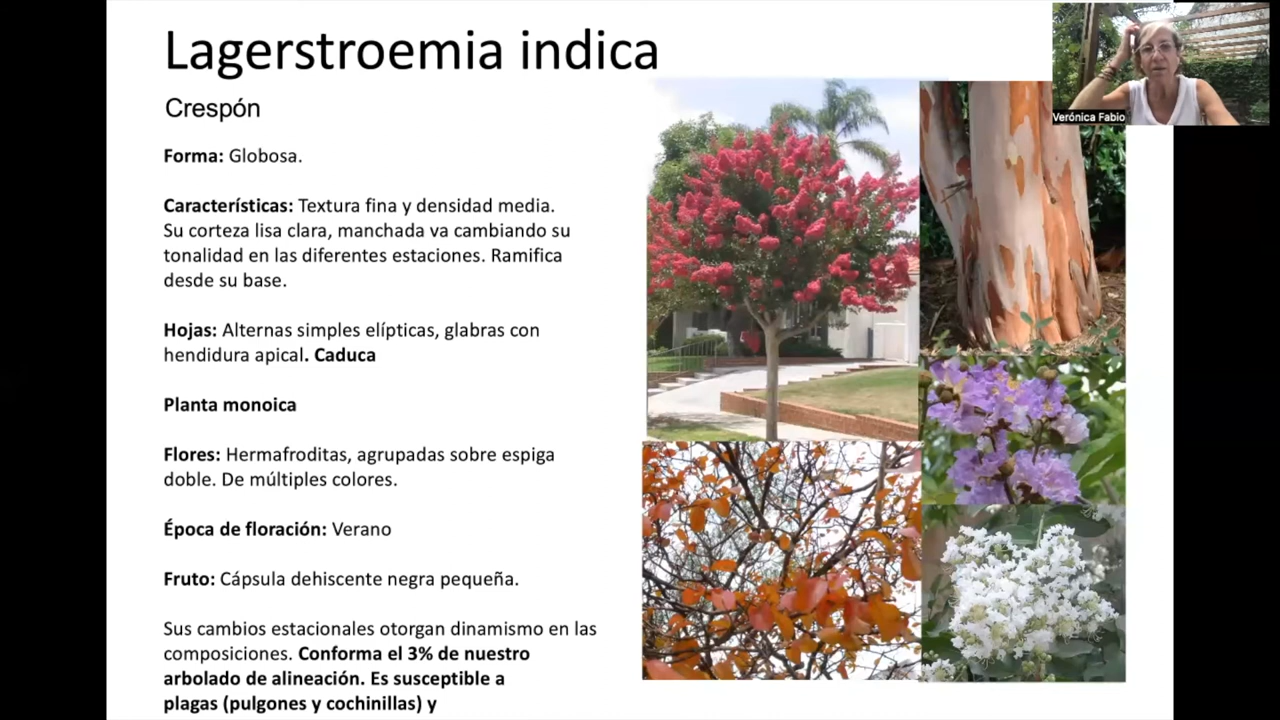 Lagerstroemia indica
Crespón
Forma: Globosa.
Características: Textura fina y densidad media.
Su corteza lisa clara, manchada va cambiando su
tonalidad en las diferentes estaciones. Ramifica
desde su base.
Hojas: Alternas simples elípticas, glabras con
hendidura apical. Caduca
Planta monoica
Flores: Hermafroditas, agrupadas sobre espiga
doble. De múltiples colores.
Época de floración: Verano
Fruto: Cápsula dehiscente negra pequeña.
Sus cambios estacionales otorgan dinamismo en las
composiciones. Conforma el 3% de nuestro
arbolado de alineación. Es susceptible a
plagas (pulgones y cochinillas) y
Verónica Fabio